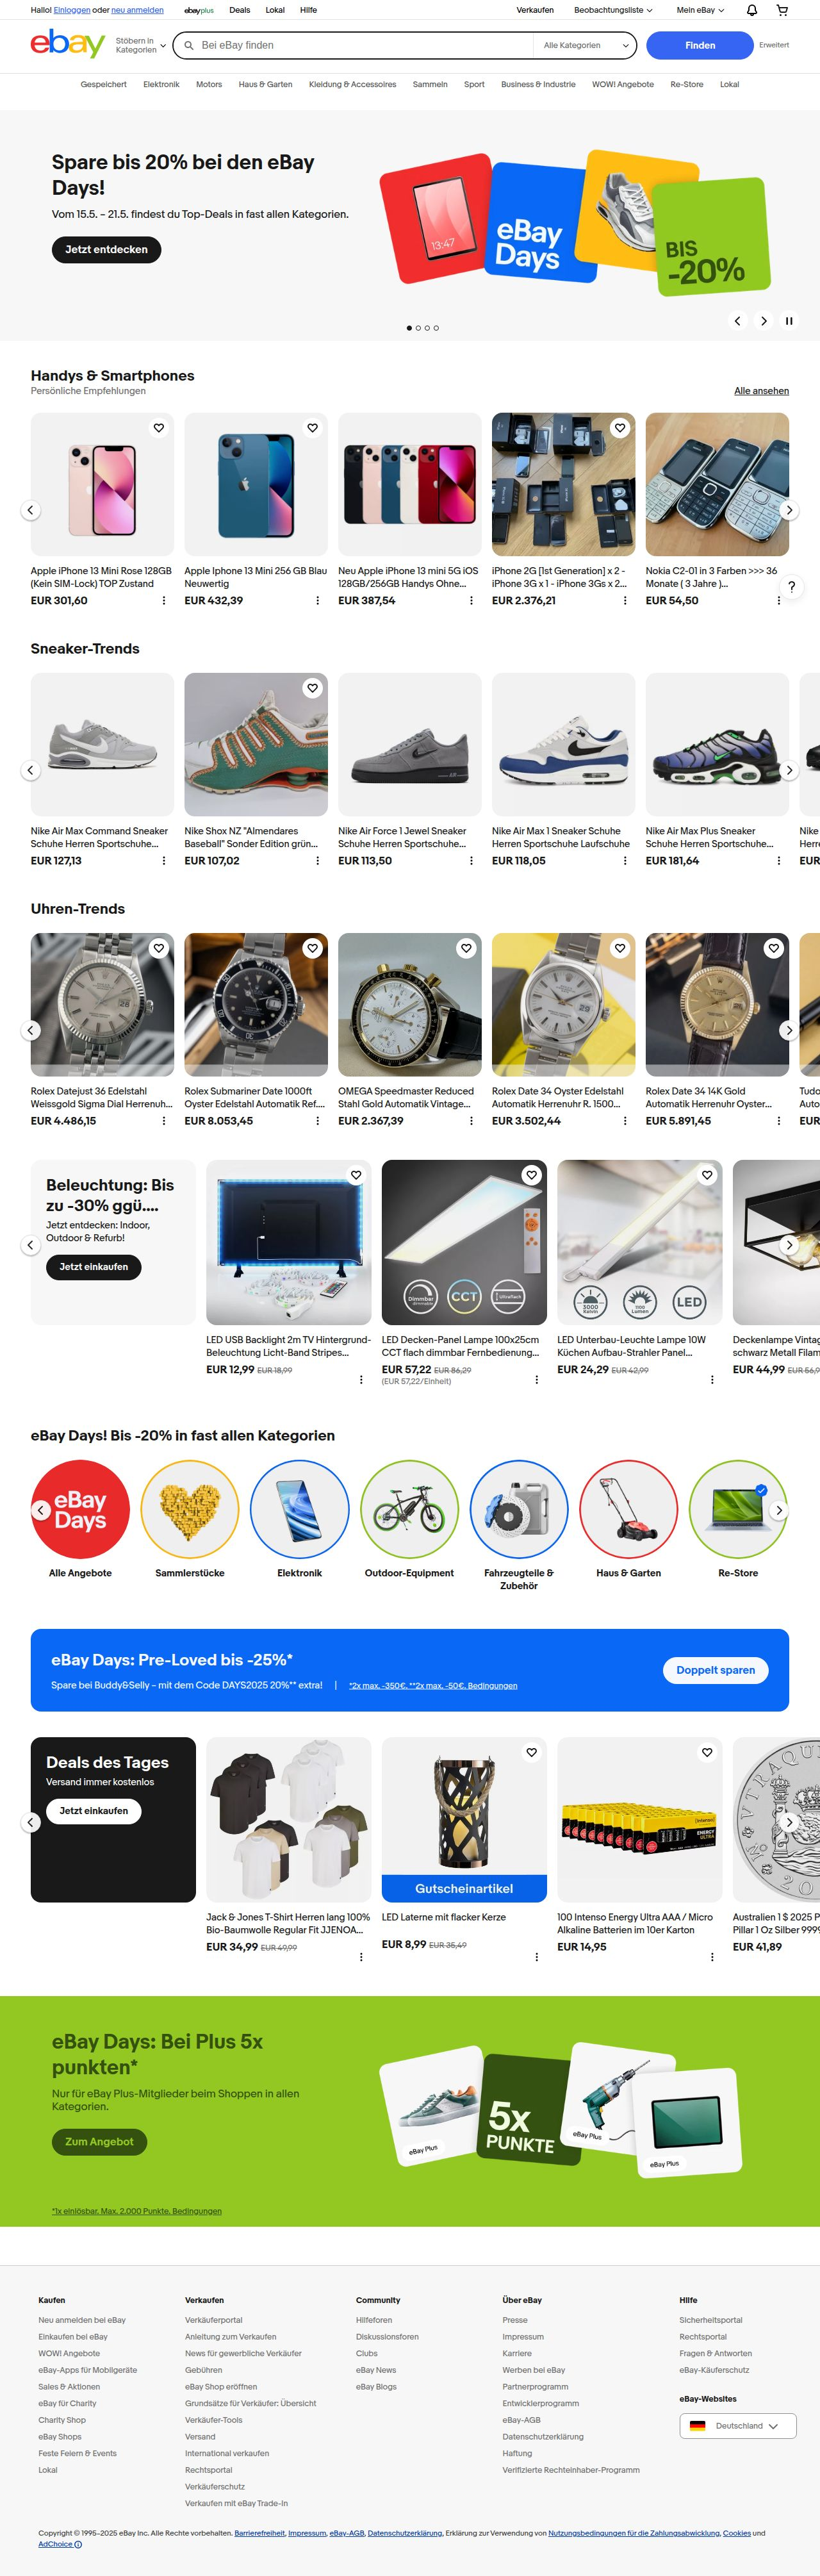 Hallo! Einloggen oder neu anmelden
ebayplus
Deals
Lokal
Hilfe
Verkaufen
Beobachtungsliste
Mein eBay
ebay
Stöbern in
Kategorien
Bei eBay finden
Alle Kategorien
Finden
Erweitert
Gespeichert
Elektronik
Motors
Haus & Garten
Kleidung & Accessoires
Sammeln
Sport
Business & Industrie
WOW! Angebote
Re-Store
Lokal
Spare bis 20% bei den eBay
Days!
Vom 15.5. – 21.5. findest du Top-Deals in fast allen Kategorien.
Jetzt entdecken
13:47
eBay
Days
BIS
-20%
Handys & Smartphones
Persönliche Empfehlungen
Alle ansehen
Apple iPhone 13 Mini Rose 128GB
(Kein SIM-Lock) TOP Zustand
EUR 301,60
Apple Iphone 13 Mini 256 GB Blau
Neuwertig
EUR 432,39
Neu Apple iPhone 13 mini 5G iOS
128GB/256GB Handys Ohne...
EUR 387,54
iPhone 2G [1st Generation] x 2 -
iPhone 3G x 1 - iPhone 3Gs x 2...
EUR 2.376,21
Nokia C2-01 in 3 Farben >>> 36
Monate ( 3 Jahre )...
EUR 54,50
?
Sneaker-Trends
Nike Air Max Command Sneaker
Schuhe Herren Sportschuhe...
EUR 127,13
Nike Shox NZ "Almendares
Baseball" Sonder Edition grün...
EUR 107,02
Nike Air Force 1 Jewel Sneaker
Schuhe Herren Sportschuhe...
EUR 113,50
Nike Air Max 1 Sneaker Schuhe
Herren Sportschuhe Laufschuhe
EUR 118,05
Nike Air Max Plus Sneaker
Schuhe Herren Sportschuhe...
EUR 181,64
Nike
Herre
EUR
Uhren-Trends
Rolex Datejust 36 Edelstahl
Weissgold Sigma Dial Herrenuh...
EUR 4.486,15
Rolex Submariner Date 1000ft
Oyster Edelstahl Automatik Ref....
EUR 8.053,45
OMEGA Speedmaster Reduced
Stahl Gold Automatik Vintage...
EUR 2.367,39
Rolex Date 34 Oyster Edelstahl
Automatik Herrenuhr R. 1500...
EUR 3.502,44
Rolex Date 34 14K Gold
Automatik Herrenuhr Oyster...
EUR 5.891,45
Tudo
Auto
EUR
Beleuchtung: Bis
zu -30% ggü....
Jetzt entdecken: Indoor,
Outdoor & Refurb!
Jetzt einkaufen
LED USB Backlight 2m TV Hintergrund-
Beleuchtung Licht-Band Stripes...
EUR 12,99 EUR 18,99
Dimmbar
CCT
Ultraflach
LED Decken-Panel Lampe 100x25cm
CCT flach dimmbar Fernbedienung...
EUR 57,22 EUR 86,29
(EUR 57,22/Einheit)
3000
Kelvin
1100
Lumen
LED
LED Unterbau-Leuchte Lampe 10W
Küchen Aufbau-Strahler Panel...
EUR 24,29 EUR 42,99
Deckenlampe Vintag
schwarz Metall Filam
EUR 44,99 EUR 56,9
eBay Days! Bis -20% in fast allen Kategorien
eBay
Days
Alle Angebote
Sammlerstücke
Elektronik
Outdoor-Equipment
Fahrzeugteile &
Zubehör
Haus & Garten
Re-Store
eBay Days: Pre-Loved bis -25%*
Spare bei Buddy&Selly – mit dem Code DAYS2025 20%** extra! | *2x max. -350€. **2x max. -50€. Bedingungen
Doppelt sparen
Deals des Tages
Versand immer kostenlos
Jetzt einkaufen
Jack & Jones T-Shirt Herren lang 100%
Bio-Baumwolle Regular Fit JJENOA...
EUR 34,99 EUR 49,99
Gutscheinartikel
LED Laterne mit flacker Kerze
EUR 8,99 EUR 35,49
intenso
ENERGY
ULTRA
100 Intenso Energy Ultra AAA / Micro
Alkaline Batterien im 10er Karton
EUR 14,95
Australien 1 $ 2025 P
Pillar 1 Oz Silber 9999
EUR 41,89
eBay Days: Bei Plus 5x
punkten*
Nur für eBay Plus-Mitglieder beim Shoppen in allen
Kategorien.
Zum Angebot
*1x einlösbar. Max. 2.000 Punkte. Bedingungen
eBay Plus
5x
PUNKTE
eBay Plus
eBay Plus
Kaufen
Neu anmelden bei eBay
Einkaufen bei eBay
WOW! Angebote
eBay-Apps für Mobilgeräte
Sales & Aktionen
eBay für Charity
Charity Shop
eBay Shops
Feste Feiern & Events
Lokal
Verkaufen
Verkäuferportal
Anleitung zum Verkaufen
News für gewerbliche Verkäufer
Gebühren
eBay Shop eröffnen
Grundsätze für Verkäufer: Übersicht
Verkäufer-Tools
Versand
International verkaufen
Rechtsportal
Verkäuferschutz
Verkaufen mit eBay Trade-In
Community
Hilfeforen
Diskussionsforen
Clubs
eBay News
eBay Blogs
Über eBay
Presse
Impressum
Karriere
Werben bei eBay
Partnerprogramm
Entwicklerprogramm
eBay-AGB
Datenschutzerklärung
Haftung
Verifizierte Rechteinhaber-Programm
Hilfe
Sicherheitsportal
Rechtsportal
Fragen & Antworten
eBay-Käuferschutz
eBay-Websites
Deutschland
Copyright © 1995-2025 eBay Inc. Alle Rechte vorbehalten. Barrierefreiheit, Impressum, eBay-AGB, Datenschutzerklärung, Erklärung zur Verwendung von Nutzungsbedingungen für die Zahlungsabwicklung, Cookies und
AdChoice